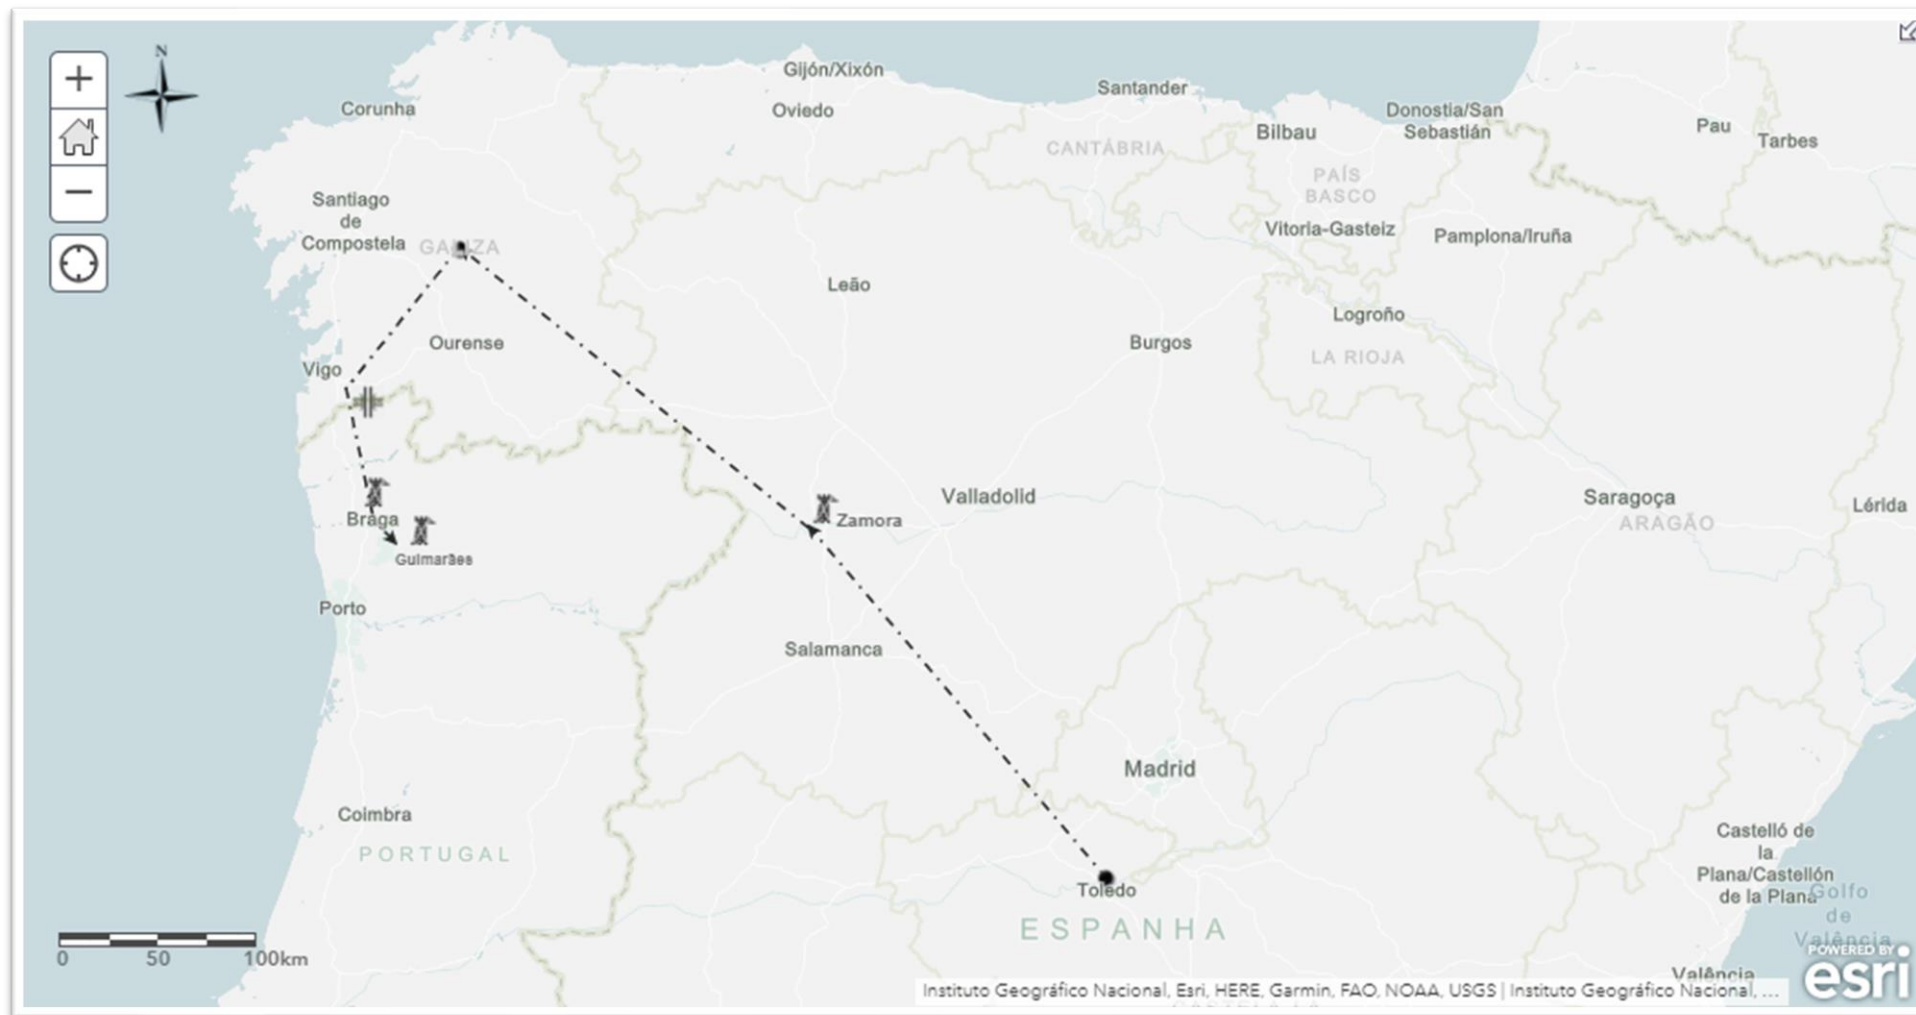 N
Gijón/Xixón
Santander
Corunha
Oviedo
Donostia/San
Sebastián
Bilbau
Pau
Tarbes
CANTÁBRIA
PAÍS
BASCO
Santiago
de
Compostela
GALIZA
Vitoria-Gasteiz
Pamplona/Iruña
Leão
Logroño
Ourense
Burgos
LA RIOJA
Vigo
Valladolid
Saragoça
Lérida
ARAGÃO
Braga
Zamora
Guimarães
Porto
Salamanca
Madrid
Coimbra
PORTUGAL
Castelló de
la
Plana/Castellón
de la Plana
Toledo
Golfo
de
València
ESPANHA
0 50 100km
València
POWERED BY
esri
Instituto Geográfico Nacional, Esri, HERE, Garmin, FAO, NOAA, USGS | Instituto Geográfico Nacional, ...